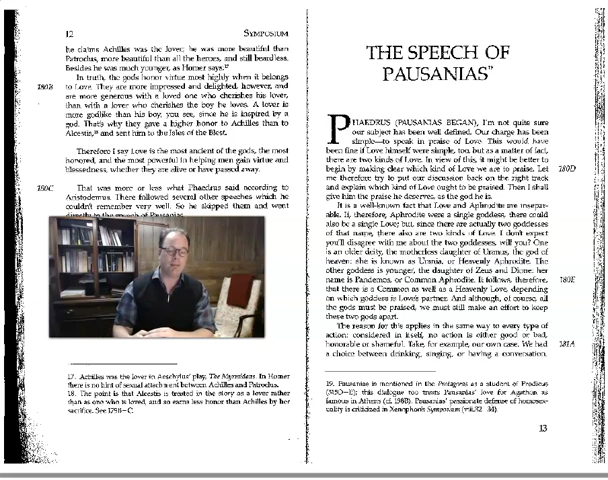 12 SYMPOSIUM
he claims Achilles was the lover; he was more beautiful than
Patroclus, more beautiful than all the heroes, and still beardless.
Besides he was much younger, as Homer says.17
In truth, the gods honor virtue most highly when it belongs
180B to Love. They are more impressed and delighted, however, and
are more generous with a loved one who cherishes his lover,
than with a lover who cherishes the boy he loves. A lover is
more godlike than his boy, you see, since he is inspired by a
god. That's why they gave a higher honor to Achilles than to
Alcestis,18 and sent him to the Isles of the Blest.
Therefore I say Love is the most ancient of the gods, the most
honored, and the most powerful in helping men gain virtue and
blessedness, whether they are alive or have passed away.
180C That was more or less what Phaedrus said according to
Aristodemus. There followed several other speeches which he
couldn't remember very well. So he skipped them and went
directly to the speech of Pausanias.
17. Achilles was the lover in Aeschylus' play, The Myrmidons. In Homer
there is no hint of sexual attachment between Achilles and Patroclus.
18. The point is that Alcestis is treated in the story as a lover rather
than as one who is loved, and so earns less honor than Achilles by her
sacrifice. See 179B–C.
THE SPEECH OF
PAUSANIAS19
PHAEDRUS (PAUSANIAS BEGAN), I'm not quite sure
our subject has been well defined. Our charge has been
simple—to speak in praise of Love. This would have
been fine if Love himself were simple, too, but as a matter of fact,
there are two kinds of Love. In view of this, it might be better to
begin by making clear which kind of Love we are to praise. Let 180D
me therefore try to put our discussion back on the right track
and explain which kind of Love ought to be praised. Then I shall
give him the praise he deserves, as the god he is.
It is a well-known fact that Love and Aphrodite are insepar-
able. If, therefore, Aphrodite were a single goddess, there could
also be a single Love; but, since there are actually two goddesses
of that name, there also are two kinds of Love. I don't expect
you'll disagree with me about the two goddesses, will you? One
is an older deity, the motherless daughter of Uranus, the god of
heaven: she is known as Urania, or Heavenly Aphrodite. The
other goddess is younger, the daughter of Zeus and Dione: her
name is Pandemos, or Common Aphrodite. It follows, therefore, 180E
that there is a Common as well as a Heavenly Love, depending
on which goddess is Love's partner. And although, of course, all
the gods must be praised, we must still make an effort to keep
these two gods apart.
The reason for this applies in the same way to every type of
action: considered in itself, no action is either good or bad,
honorable or shameful. Take, for example, our own case. We had 181A
a choice between drinking, singing, or having a conversation.
19. Pausanias is mentioned in the Protagoras as a student of Prodicus
(315D–E); this dialogue too treats Pausanias' love for Agathon as
famous in Athens (cf. 193B). Pausanias' passionate defense of homosex-
uality is criticized in Xenophon's Symposium (viii.32–34).
13